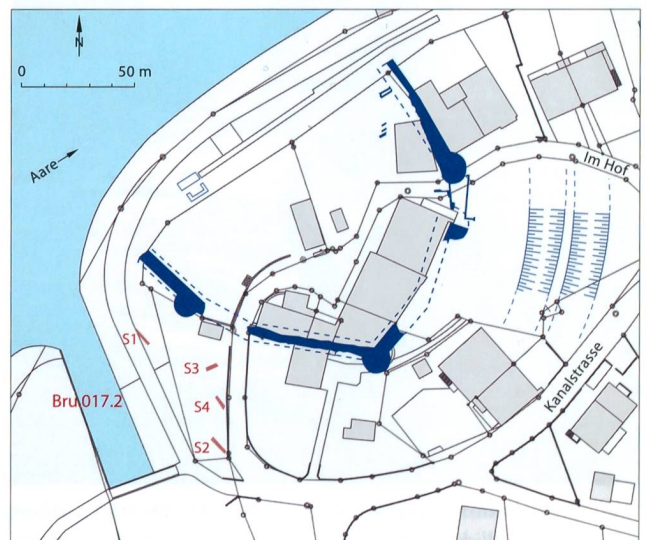 N
0 50 m
Aare
Im Hof
S1
S3
Bru.017.2
S4
Kanalstrasse
S2